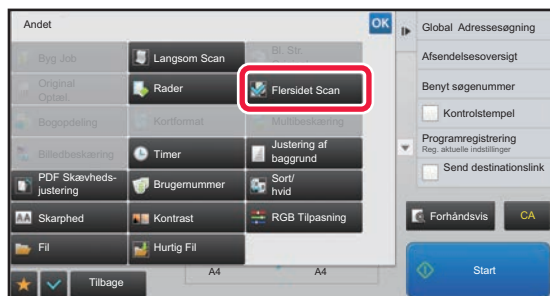 Andet
OK
Byg Job
Langsom Scan
Bl. Str.
Original
Optæl.
Rader
Flersidet Scan
Bogopdeling
Kortformat
Multibeskæring
Billedbeskæring
Timer
Justering af
baggrund
PDF Skævheds-
justering
Brugernummer
Sort/
hvid
AA Skarphed
Kontrast
RGB Tilpasning
Fil
Hurtig Fil
Tilbage
A4
A4
Global Adressesøgning
Afsendelsesoversigt
Benyt søgenummer
Kontrolstempel
Programregistrering
Reg. aktuelle indstillinger
Send destinationslink
Forhåndsvis
CA
Start